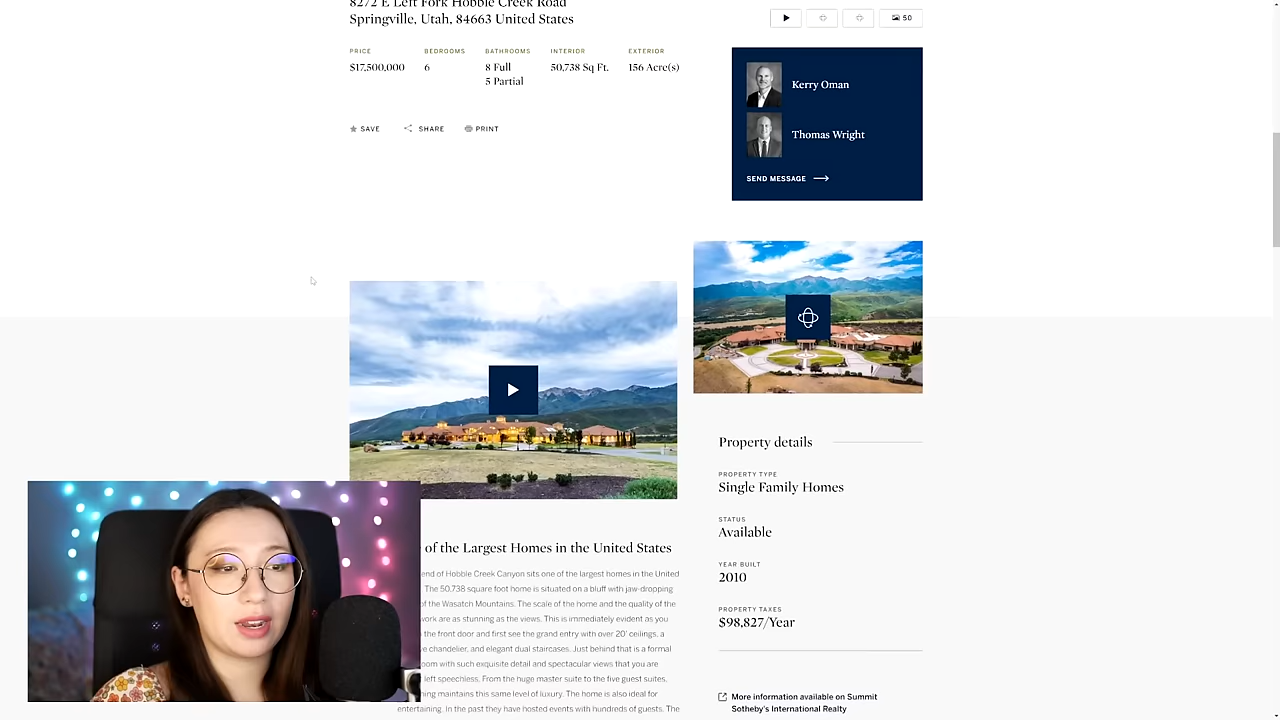 8272 E Left Fork Hobble Creek Road
Springville, Utah, 84663 United States
50
PRICE
$17,500,000
BEDROOMS
6
BATHROOMS
8 Full
5 Partial
INTERIOR
50,738 Sq Ft.
EXTERIOR
156 Acre(s)
SAVE
SHARE
PRINT
Kerry Oman
Thomas Wright
SEND MESSAGE
of the Largest Homes in the United States
end of Hobble Creek Canyon sits one of the largest homes in the United
The 50,738 square foot home is situated on a bluff with jaw-dropping
of the Wasatch Mountains. The scale of the home and the quality of the
work are as stunning as the views. This is immediately evident as you
the front door and first see the grand entry with over 20' ceilings, a
chandelier, and elegant dual staircases. Just behind that is a formal
with such exquisite detail and spectacular views that you are
left speechless. From the huge master suite to the five guest suites,
maintains this same level of luxury. The home is also ideal for
entertaining. In the past they have hosted events with hundreds of guests. The
Property details
PROPERTY TYPE
Single Family Homes
STATUS
Available
YEAR BUILT
2010
PROPERTY TAXES
$98,827/Year
More information available on Summit
Sotheby's International Realty